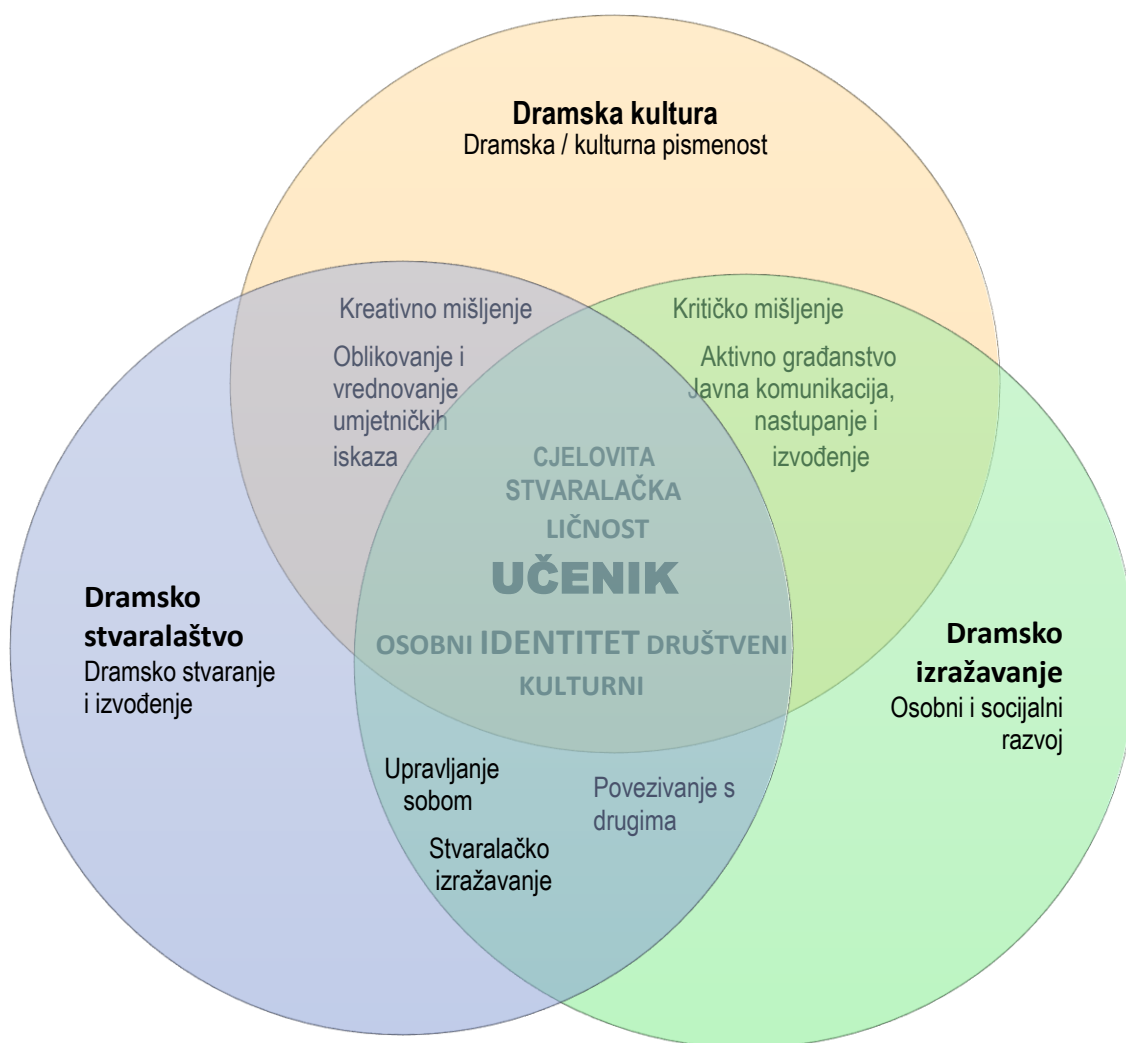 Dramska kultura
Dramska / kulturna pismenost
Kreativno mišljenje
Oblikovanje i
vrednovanje
umjetničkih
iskaza
Kritičko mišljenje
Aktivno građanstvo
Javna komunikacija,
nastupanje i
izvođenje
CJELOVITA
STVARALAČKA
LIČNOST
UČENIK
OSOBNI IDENTITET DRUŠTVENI
KULTURNI
Dramsko
stvaralaštvo
Dramsko stvaranje
i izvođenje
Dramsko
izražavanje
Osobni i socijalni
razvoj
Upravljanje
sobom
Stvaralačko
izražavanje
Povezivanje s
drugima